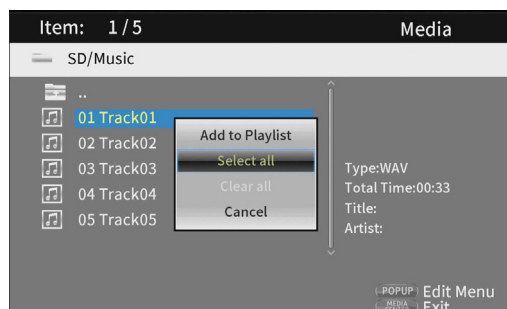 Item: 1/5 Media
SD/Music
..
01 Track01
02 Track02
03 Track03
04 Track04
05 Track05
Add to Playlist
Select all
Clear all
Cancel
Type:WAV
Total Time:00:33
Title:
Artist:
POPUP Edit Menu
MEDIA Exit